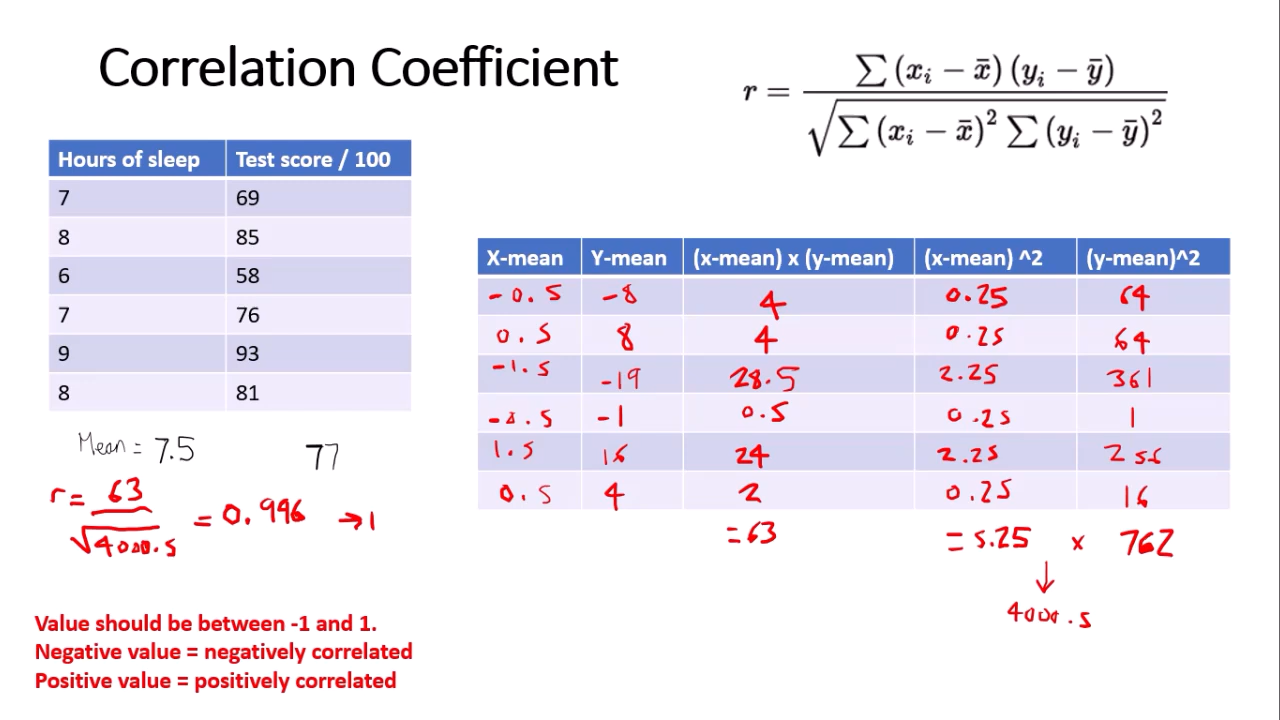 Correlation Coefficient
r = ∑ (xᵢ − x̄) (yᵢ − ȳ) / √(∑ (xᵢ − x̄)² ∑ (yᵢ − ȳ)²)
Hours of sleep Test score / 100
7 69
8 85
6 58
7 76
9 93
8 81
Mean = 7.5 77
r = 63 / √4000.5 = 0.996 → 1
X-mean Y-mean (x-mean) x (y-mean) (x-mean) ^2 (y-mean)^2
-0.5 -8 4 0.25 64
0.5 8 4 0.25 64
-1.5 -19 28.5 2.25 361
-0.5 -1 0.5 0.25 1
1.5 16 24 2.25 256
0.5 4 2 0.25 16
=63 = 5.25 x 762
↓
4000.5
Value should be between -1 and 1.
Negative value = negatively correlated
Positive value = positively correlated